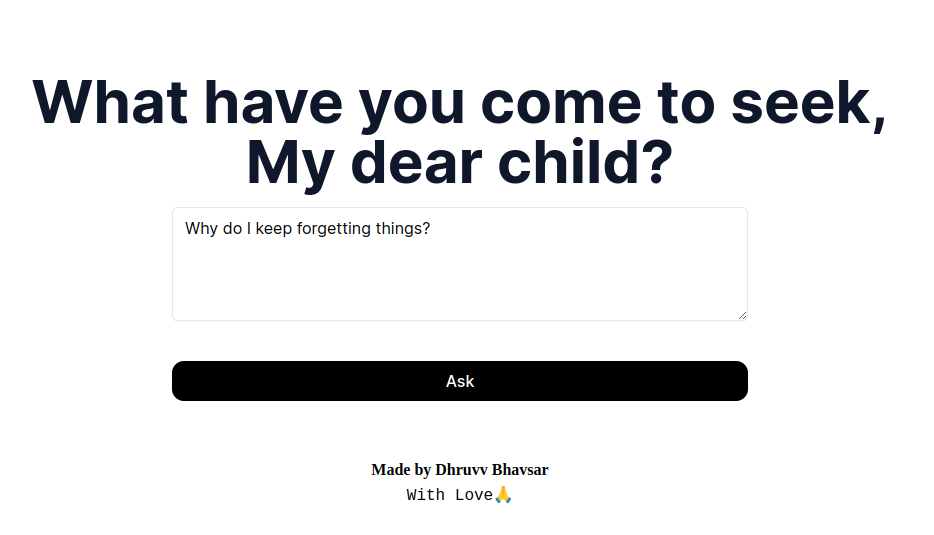 What have you come to seek,
My dear child?
Why do I keep forgetting things?
Ask
Made by Dhruvv Bhavsar
With Love🙏